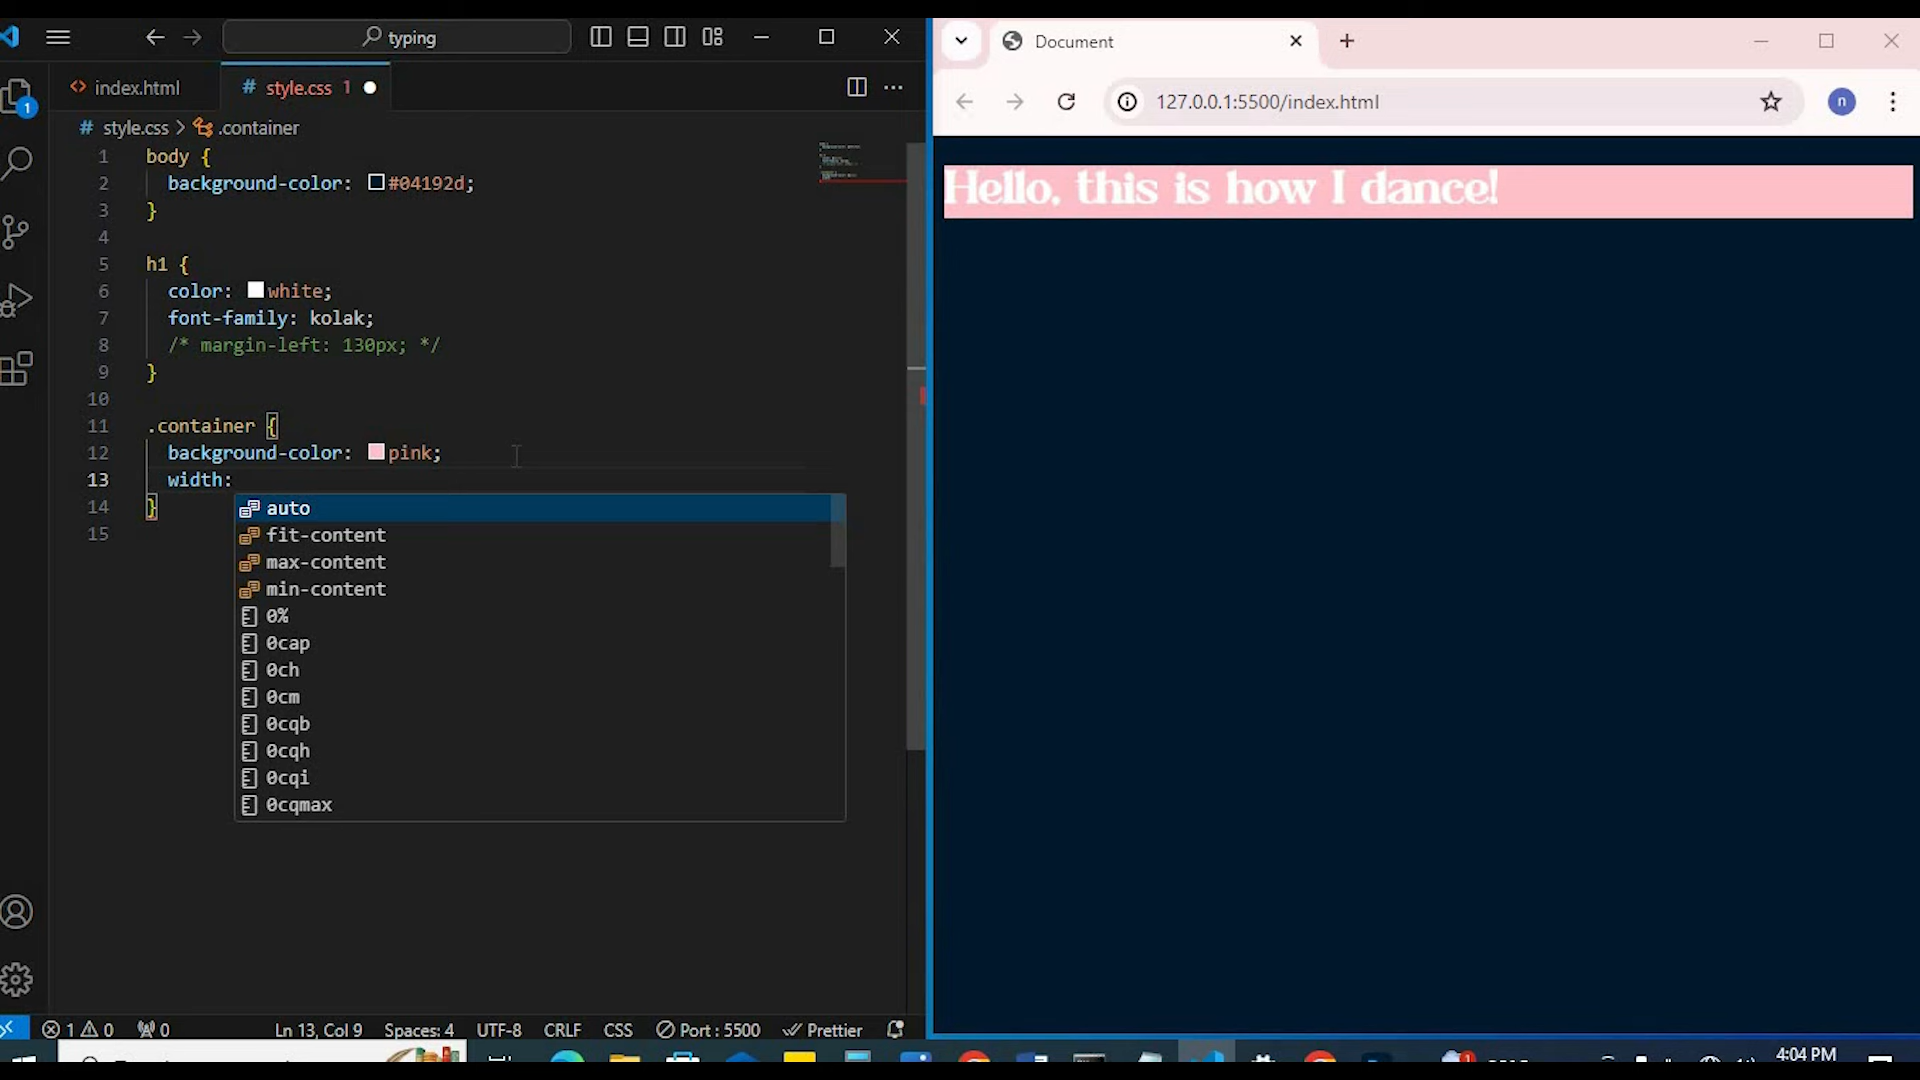 typing
index.html
# style.css 1
# style.css > .container
1 body {
2 background-color: #04192d;
3 }
4
5 h1 {
6 color: white;
7 font-family: kolak;
8 /* margin-left: 130px; */
9 }
10
11 .container {
12 background-color: pink;
13 width:
14 }
15
auto
fit-content
max-content
min-content
0%
0cap
0ch
0cm
0cqb
0cqh
0cqi
0cqmax
1
1 0 0 Ln 13, Col 9 Spaces: 4 UTF-8 CRLF CSS Port : 5500 Prettier
Document
127.0.0.1:5500/index.html
n
Hello, this is how I dance!
1
4:04 PM